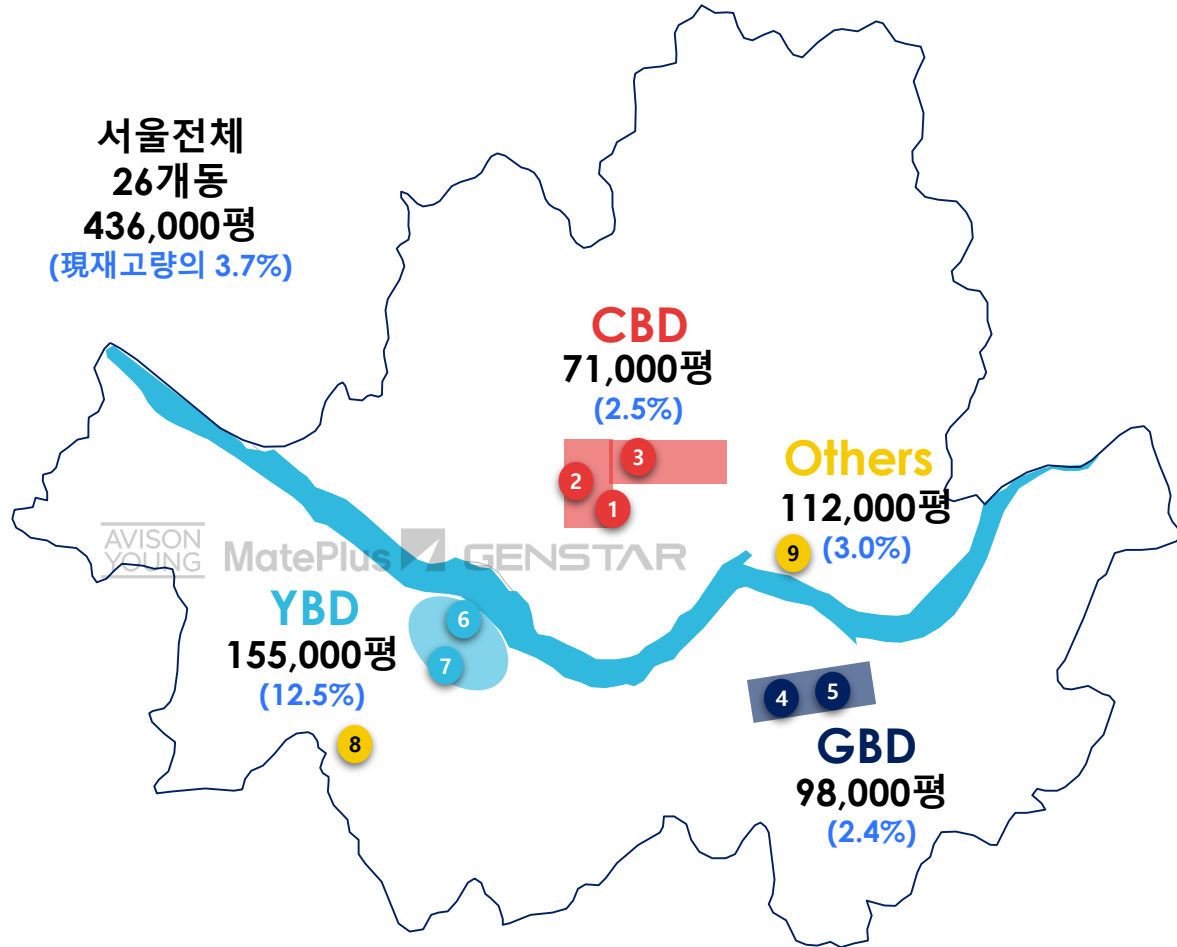 서울전체
26개동
436,000평
(現재고량의 3.7%)
CBD
71,000평
(2.5%)
3
2
1
Others
112,000평
(3.0%)
9
AVISON
YOUNG
MatePlus
GENSTAR
YBD
155,000평
(12.5%)
6
7
8
4
5
GBD
98,000평
(2.4%)